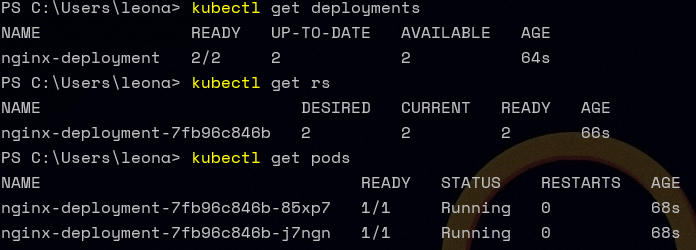 PS C:\Users\leona> kubectl get deployments
NAME READY UP-TO-DATE AVAILABLE AGE
nginx-deployment 2/2 2 2 64s
PS C:\Users\leona> kubectl get rs
NAME DESIRED CURRENT READY AGE
nginx-deployment-7fb96c846b 2 2 2 66s
PS C:\Users\leona> kubectl get pods
NAME READY STATUS RESTARTS AGE
nginx-deployment-7fb96c846b-85xp7 1/1 Running 0 68s
nginx-deployment-7fb96c846b-j7ngn 1/1 Running 0 68s